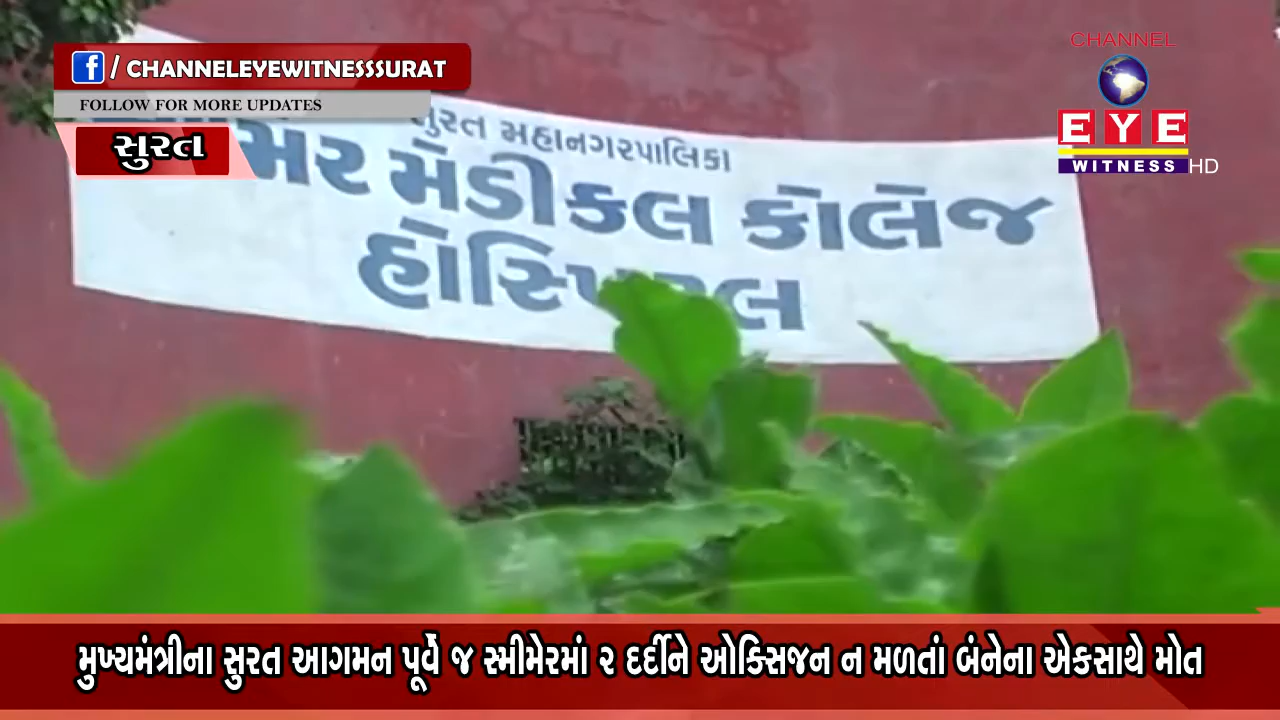 / CHANNELEYEWITNESSSURAT
FOLLOW FOR MORE UPDATES
સુરત
CHANNEL
EYE
WITNESS HD
સુરત મહાનગરપાલિકા
મેડીકલ કોલેજ
મુખ્યમંત્રીના સુરત આગમન પૂર્વે જ સ્મીમેરમાં ૨ દર્દીને ઓક્સિજન ન મળતાં બંનેના એકસાથે મોત